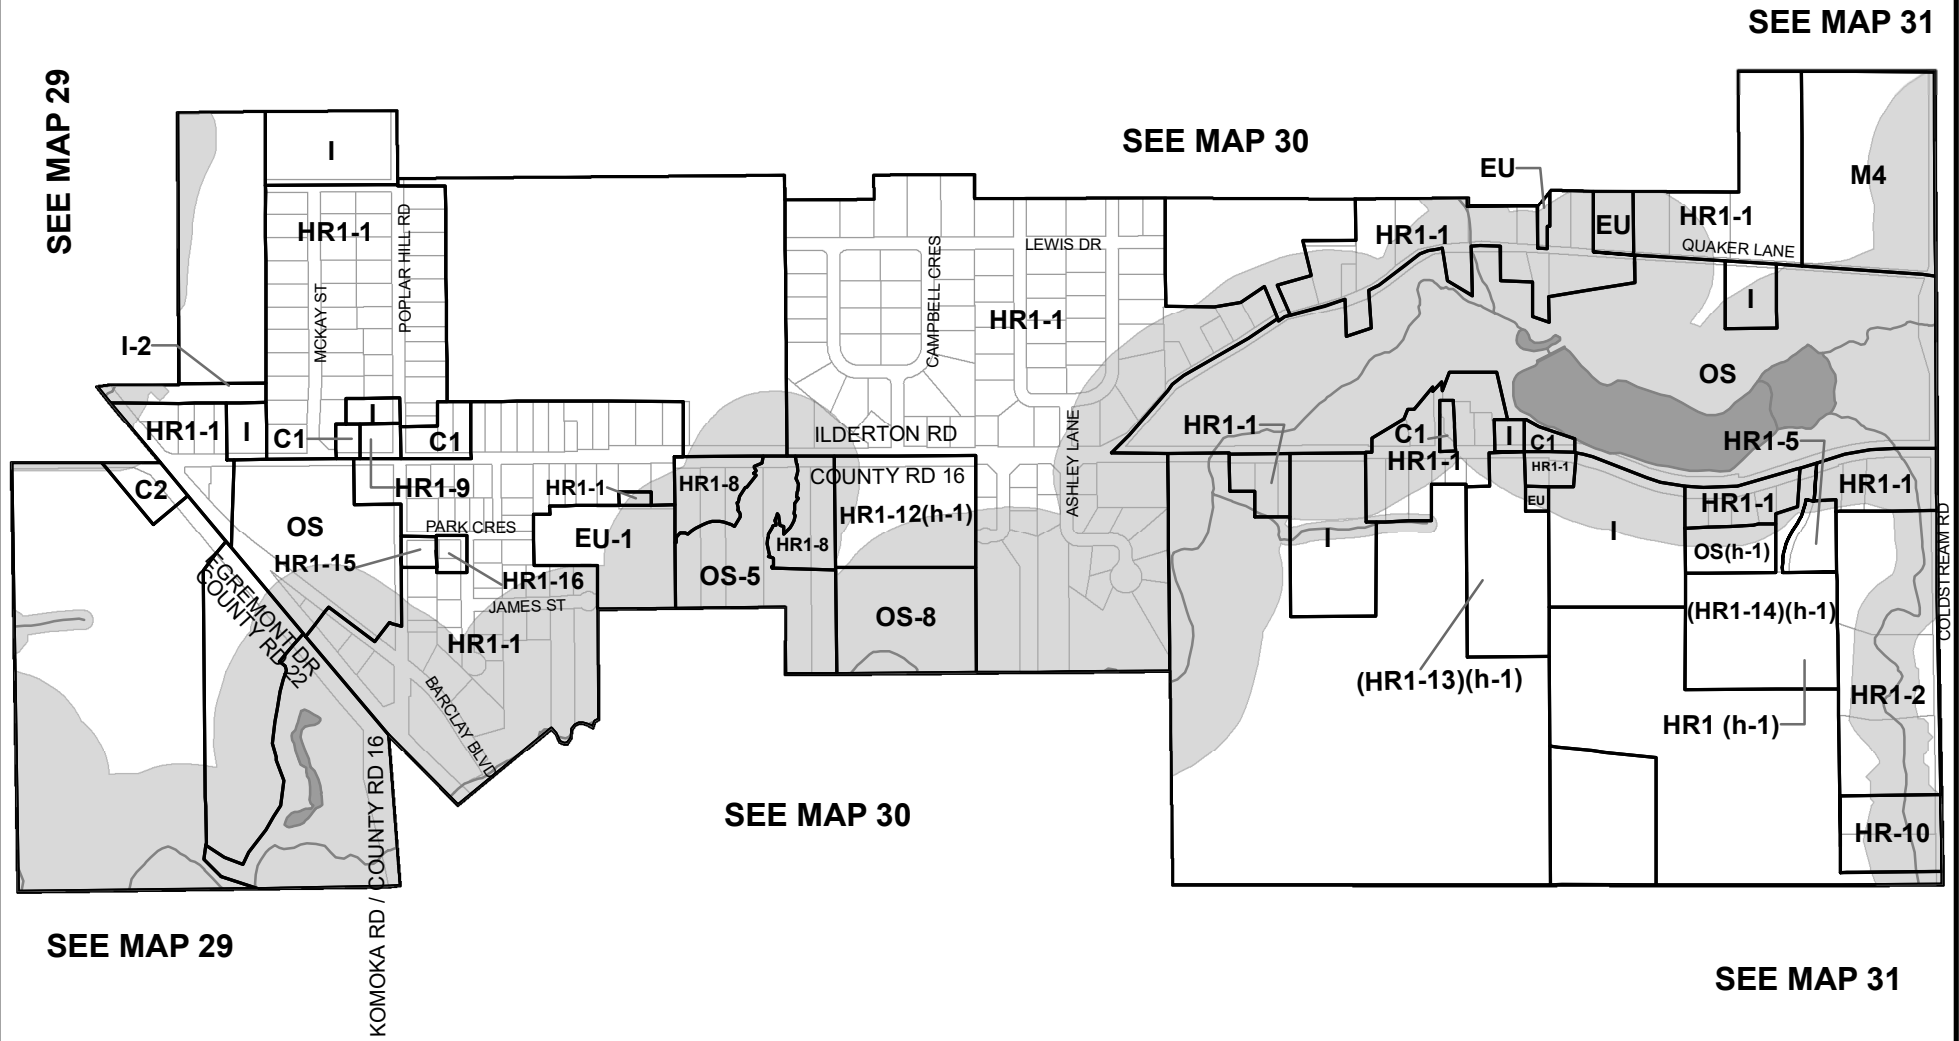 SEE MAP 31
SEE MAP 29
SEE MAP 30
I
EU
M4
HR1-1
POPLAR HILL RD
MCKAY ST
CAMPBELL CRES
LEWIS DR
HR1-1
HR1-1
EU
HR1-1
QUAKER LANE
I
I-2
OS
HR1-1
I
C1
I
C1
ILDERTON RD
ASHLEY LANE
HR1-1
C1
HR1-1
I
C1
HR1-5
HR1-1
EU
C2
HR1-9
HR1-1
HR1-8
COUNTY RD 16
HR1-1
HR1-1
OS
PARK CRES
EU-1
HR1-12(h-1)
HR1-8
I
I
OS(h-1)
COLDSTREAM RD
HR1-15
HR1-16
OS-5
JAMES ST
EGREMONT DR
COUNTY RD 22
HR1-1
OS-8
(HR1-14)(h-1)
BARCLAY BLVD
(HR1-13)(h-1)
HR1-2
HR1 (h-1)
KOMOKA RD / COUNTY RD 16
SEE MAP 30
HR-10
SEE MAP 29
SEE MAP 31